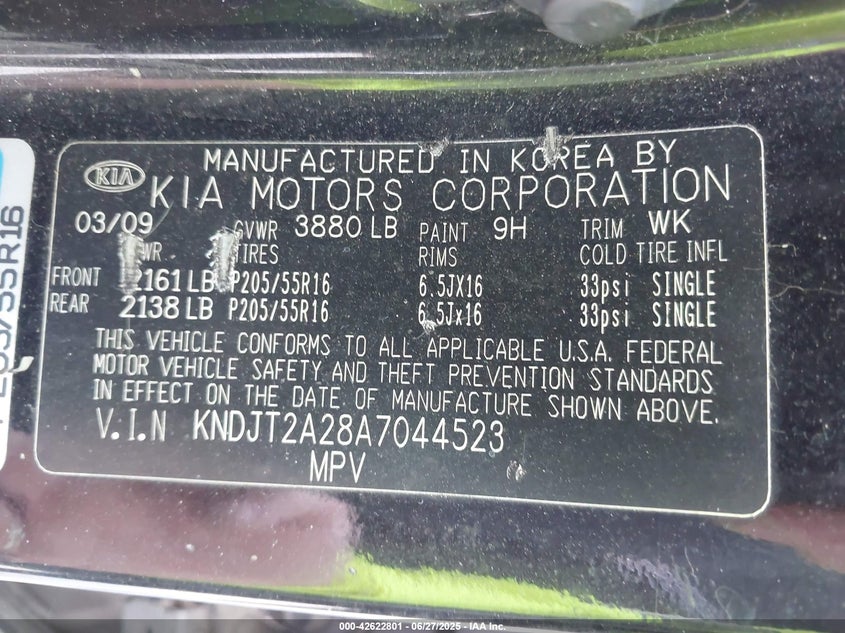 MANUFACTURED IN KOREA BY
KIA KIA MOTORS CORPORATION
03/09 GVWR 3880 LB PAINT 9H TRIM WK
TIRES RIMS COLD TIRE INFL
FRONT 2161 LB P205/55R16 6.5JX16 33psi SINGLE
REAR 2138 LB P205/55R16 6.5Jx16 33psi SINGLE
THIS VEHICLE CONFORMS TO ALL APPLICABLE U.S.A. FEDERAL
MOTOR VEHICLE SAFETY AND THEFT PREVENTION STANDARDS
IN EFFECT ON THE DATE OF MANUFACTURE SHOWN ABOVE.
V.I.N KNDJT2A28A7044523
MPV
P205/55R16
000-42622801 - 06/27/2025 - IAA, Inc.